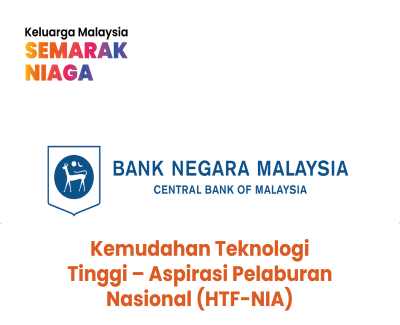 Keluarga Malaysia
SEMARAK
NIAGA
BANK NEGARA MALAYSIA
CENTRAL BANK OF MALAYSIA
Kemudahan Teknologi
Tinggi – Aspirasi Pelaburan
Nasional (HTF-NIA)